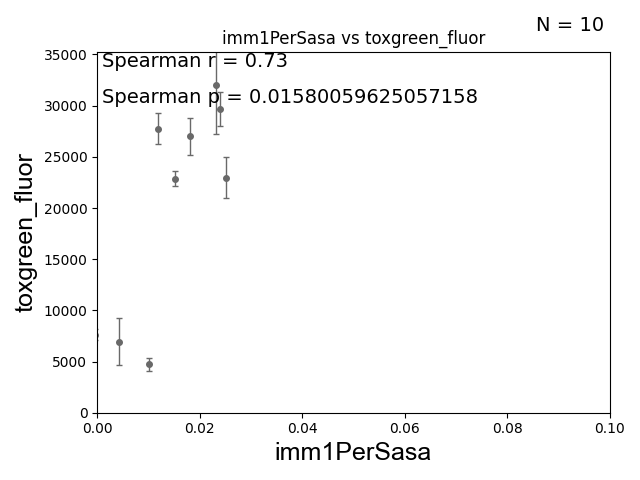 N = 10
imm1PerSasa vs toxgreen_fluor
Spearman r = 0.73
Spearman p = 0.01580059625057158
toxgreen_fluor
35000
30000
25000
20000
15000
10000
5000
0
0.00 0.02 0.04 0.06 0.08 0.10
imm1PerSasa